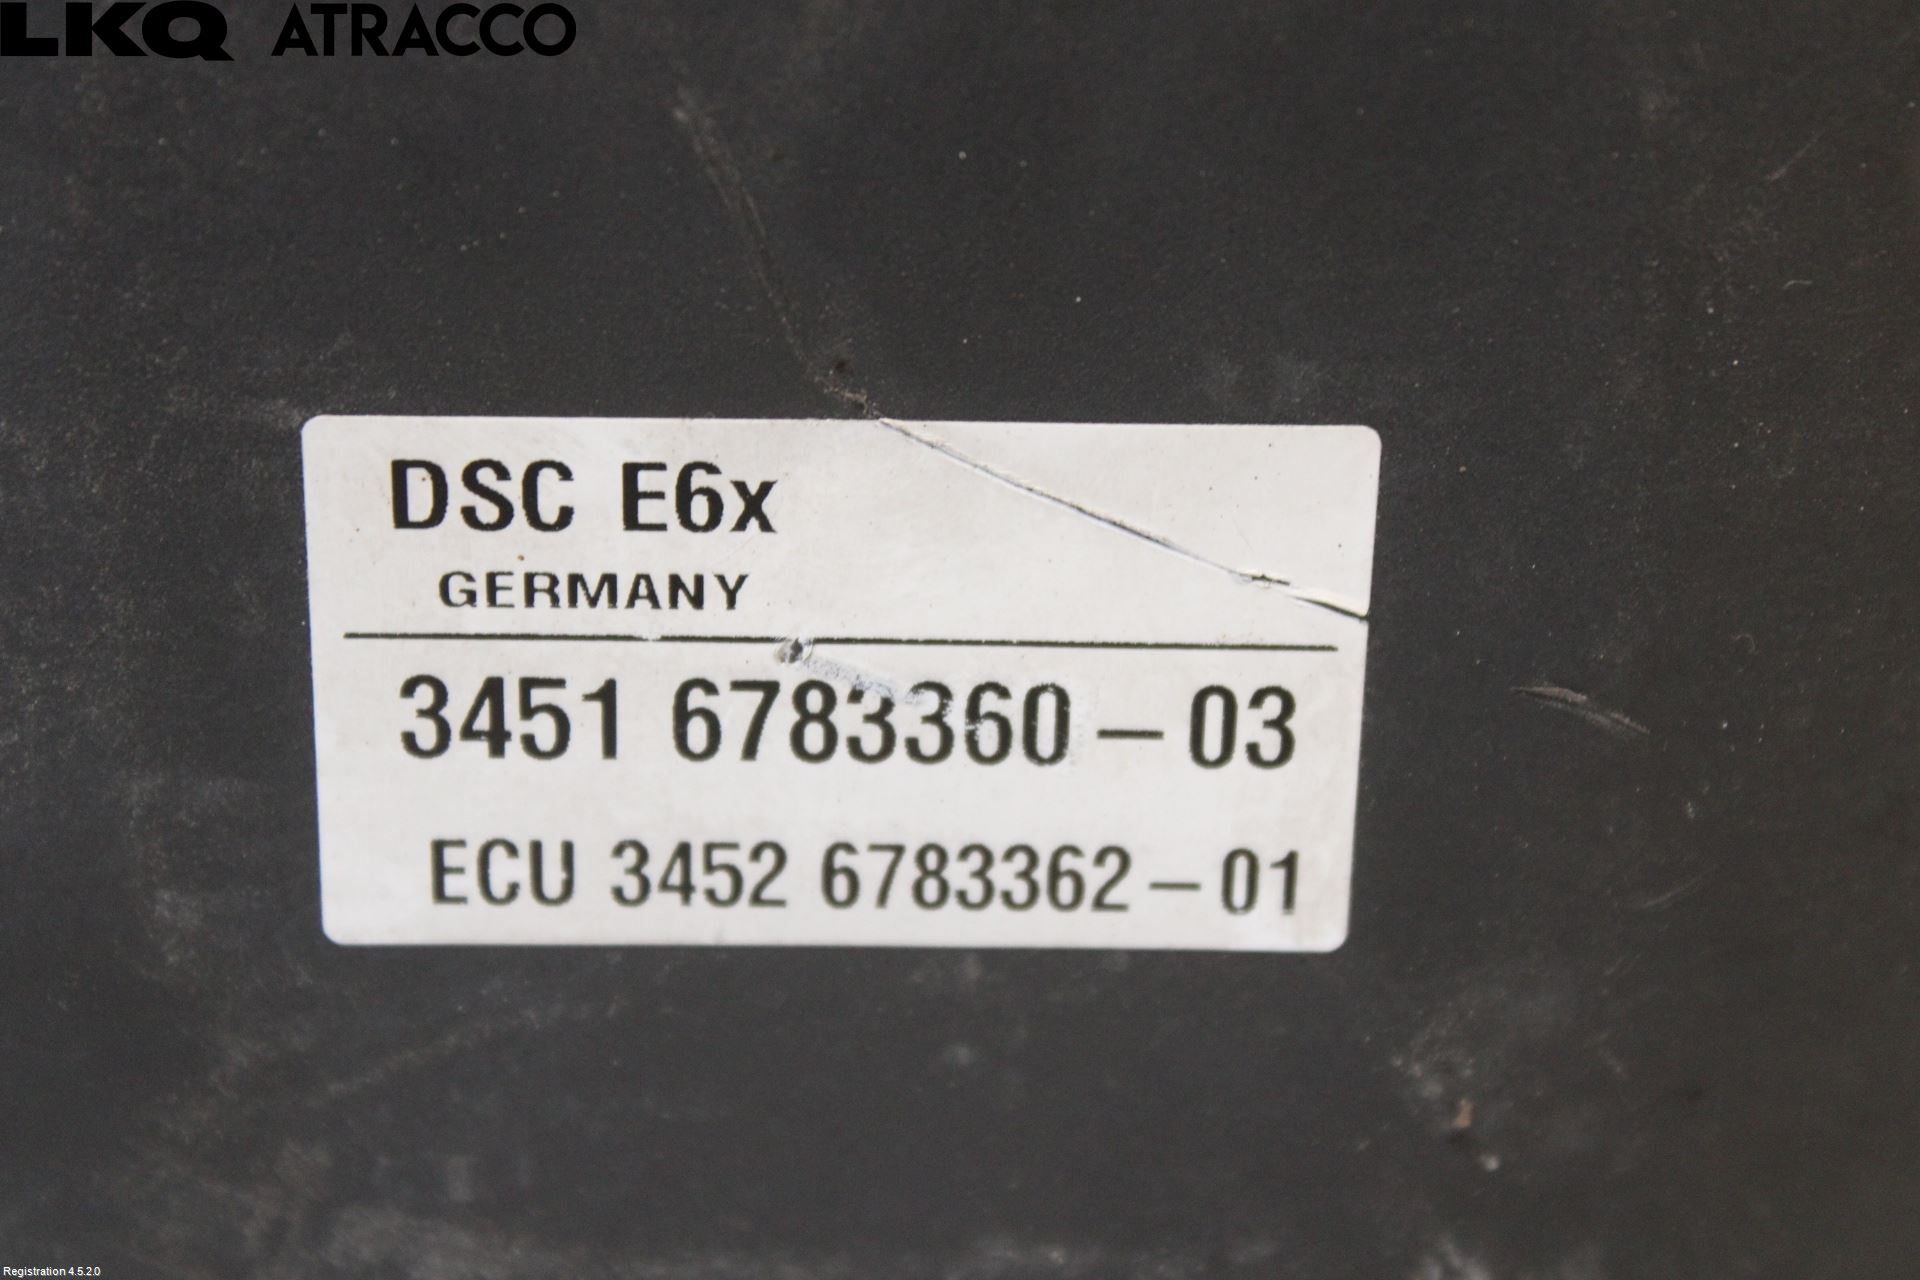 LKQ ATRACCO
DSC E6x
GERMANY
3451 6783360-03
ECU 3452 6783362-01
Registration 4.5.2.0